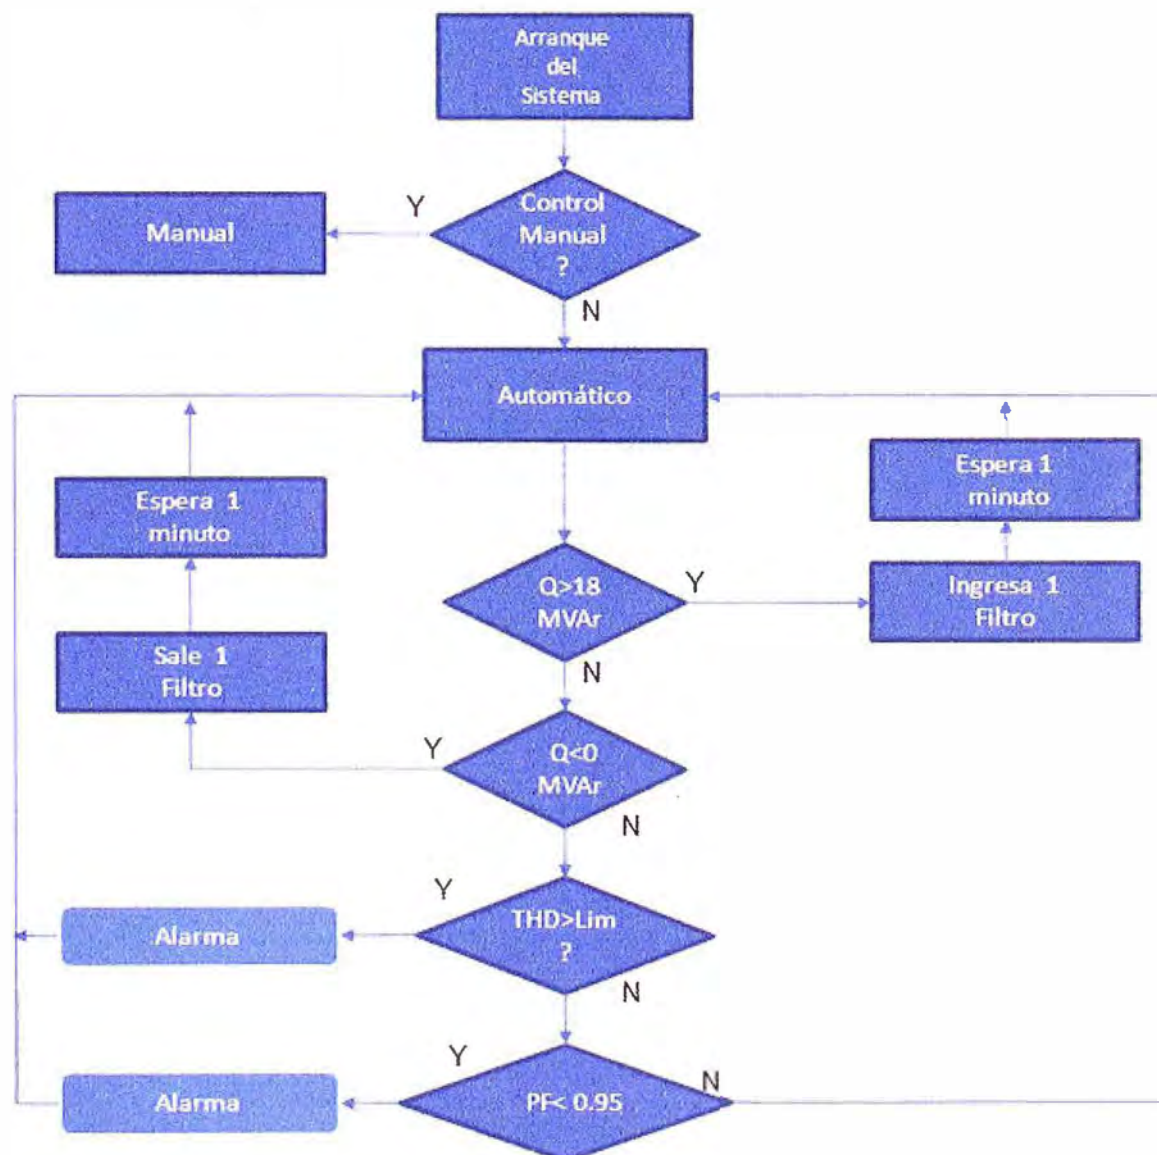 Arranque
del
Sistema
Y
Control
Manual
?
Manual
N
Automático
Espera 1
minuto
Espera 1
minuto
Q>18
MVAr
Y
Ingresa 1
Filtro
N
Sale 1
Filtro
Y
Q<0
MVAr
N
Y
THD>Lim
?
Alarma
N
Y
PF< 0.95
N
Alarma